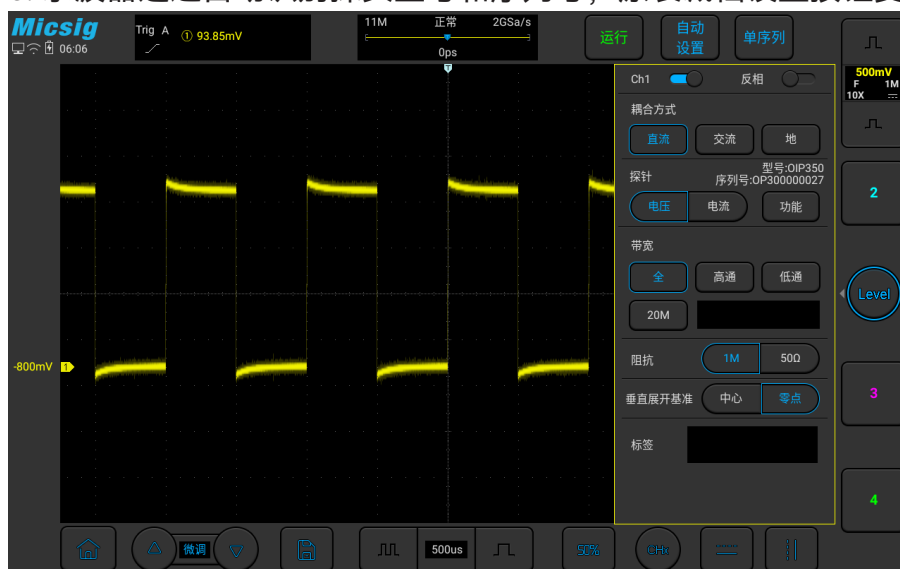 Micsig
06:06
Trig A ① 93.85mV
11M 正常 2GSa/s
0ps
运行
自动
设置
单序列
500mV
F 1M
10X
T
Ch1 反相
耦合方式
直流 交流 地
探针
型号:OIP350
序列号:OP300000027
电压 电流 功能
带宽
全 高通 低通
20M
阻抗 1M 50Ω
垂直展开基准 中心 零点
标签
-800mV 1
2
Level
3
4
微调
500us
50%
CHx